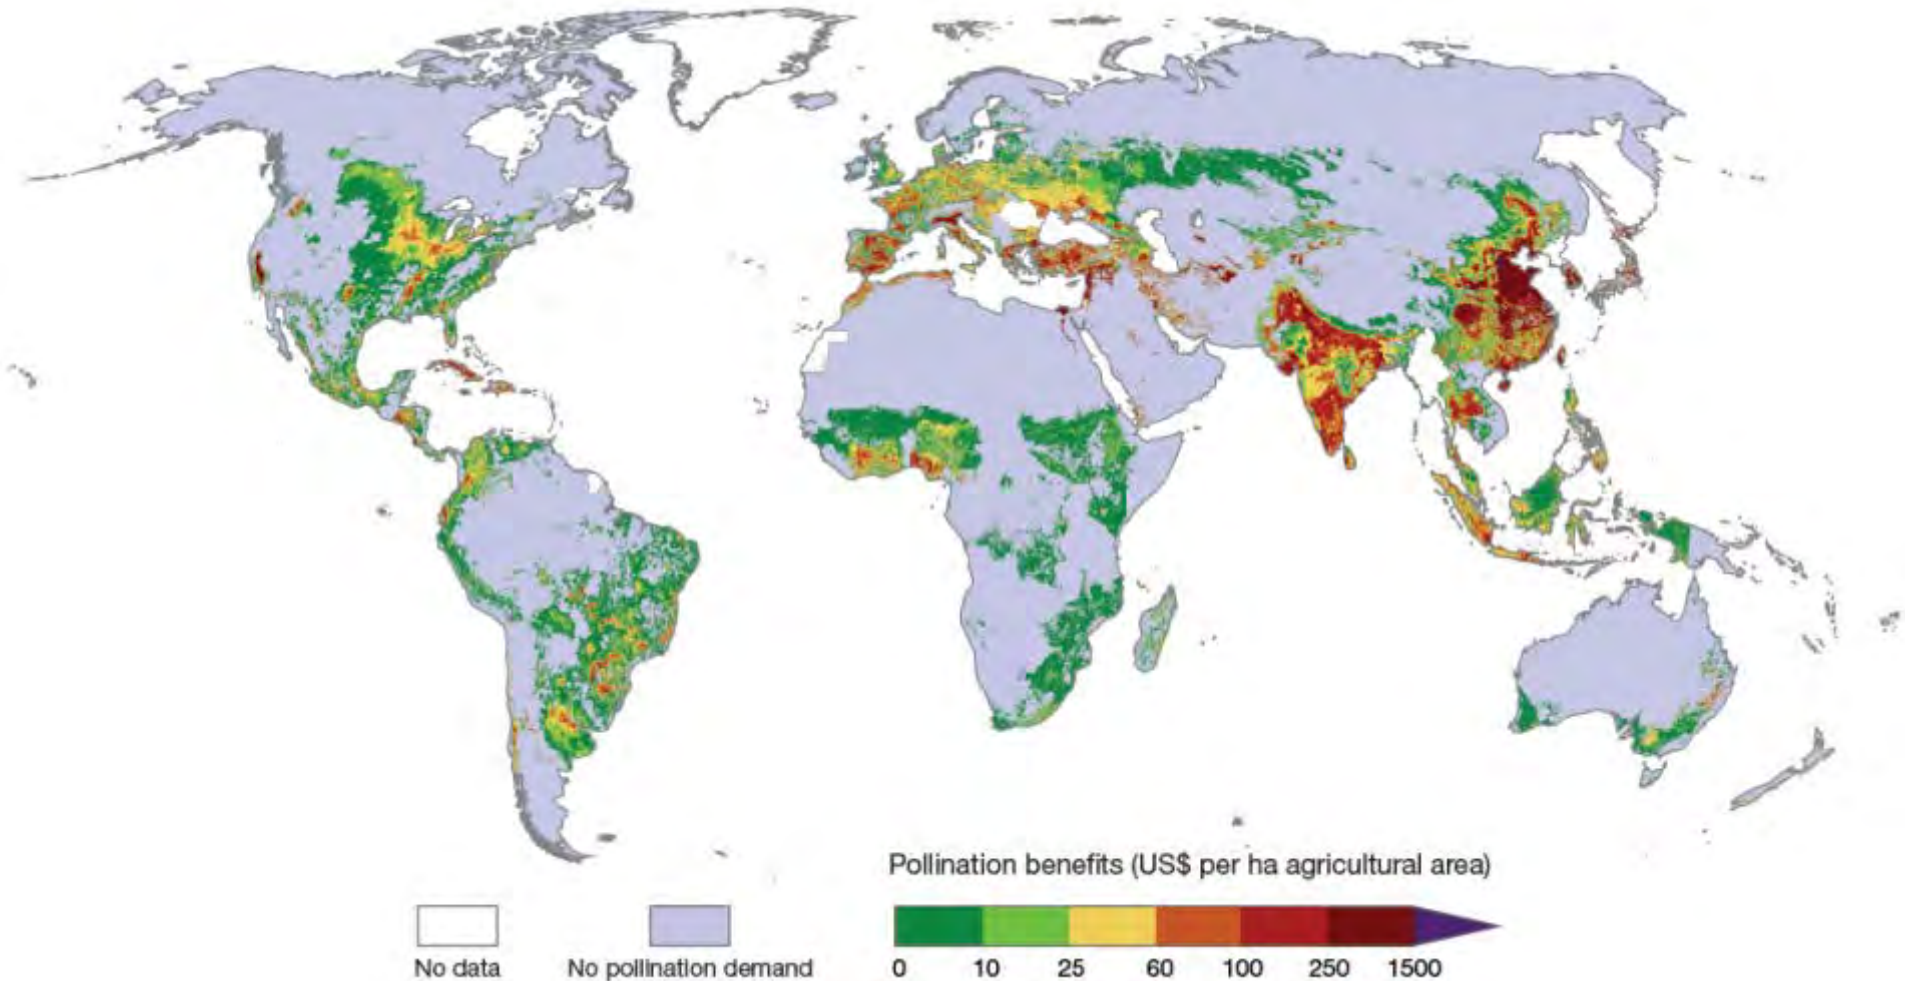 Pollination benefits (US$ per ha agricultural area)
No data
No pollination demand
0 10 25 60 100 250 1500